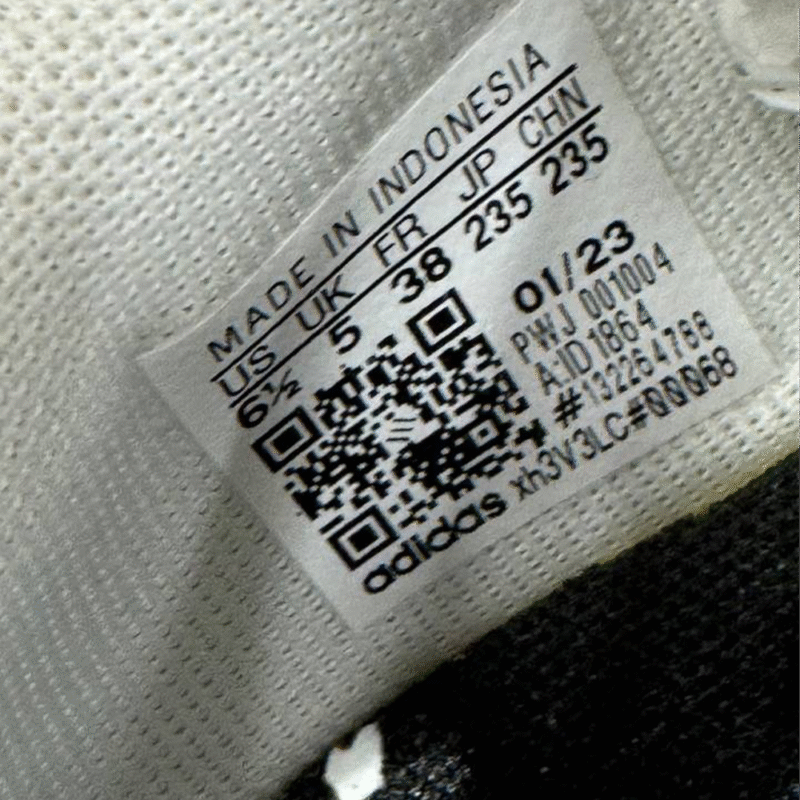 MADE IN INDONESIA
US UK FR JP CHN
6½ 5 38 235 235
01/23
PWJ 001004
A:ID1864
#132264788
xh3V3LC#00068
adidas